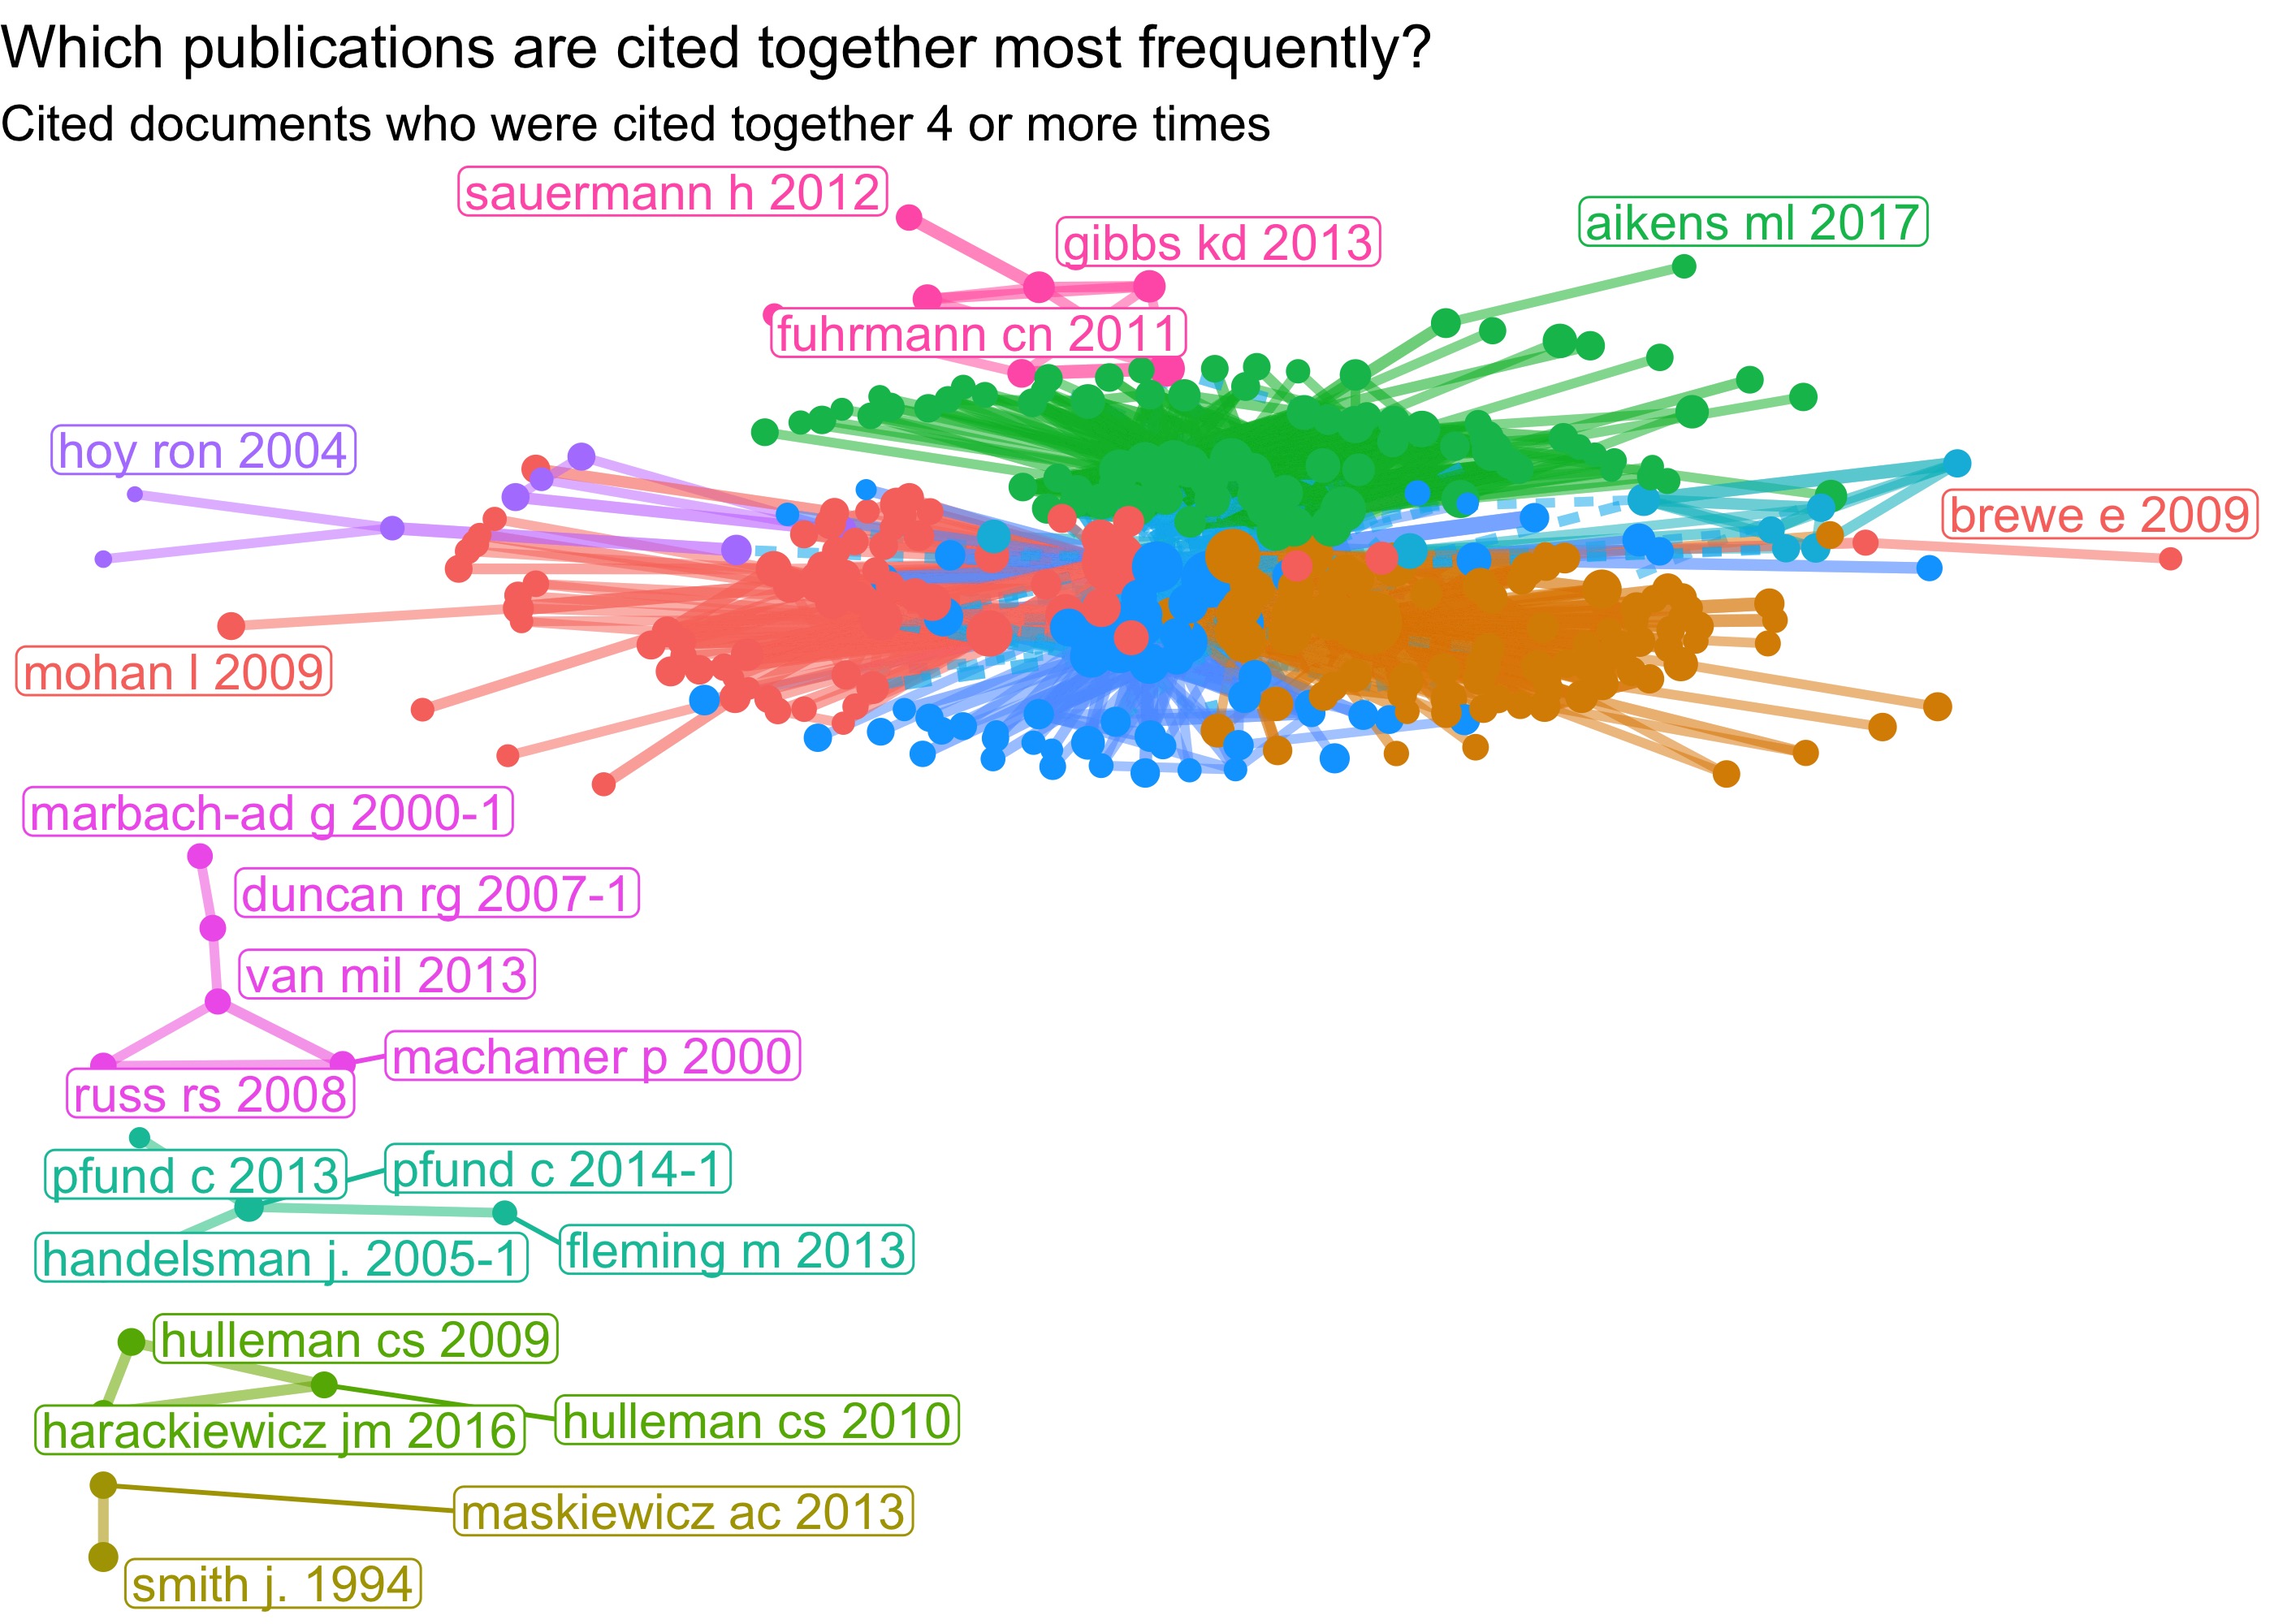 Which publications are cited together most frequently?
Cited documents who were cited together 4 or more times
sauermann h 2012
aikens ml 2017
gibbs kd 2013
fuhrmann cn 2011
hoy ron 2004
brewe e 2009
mohan l 2009
marbach-ad g 2000-1
duncan rg 2007-1
van mil 2013
machamer p 2000
russ rs 2008
pfund c 2013
pfund c 2014-1
handelsman j. 2005-1
fleming m 2013
hulleman cs 2009
harackiewicz jm 2016
hulleman cs 2010
maskiewicz ac 2013
smith j. 1994